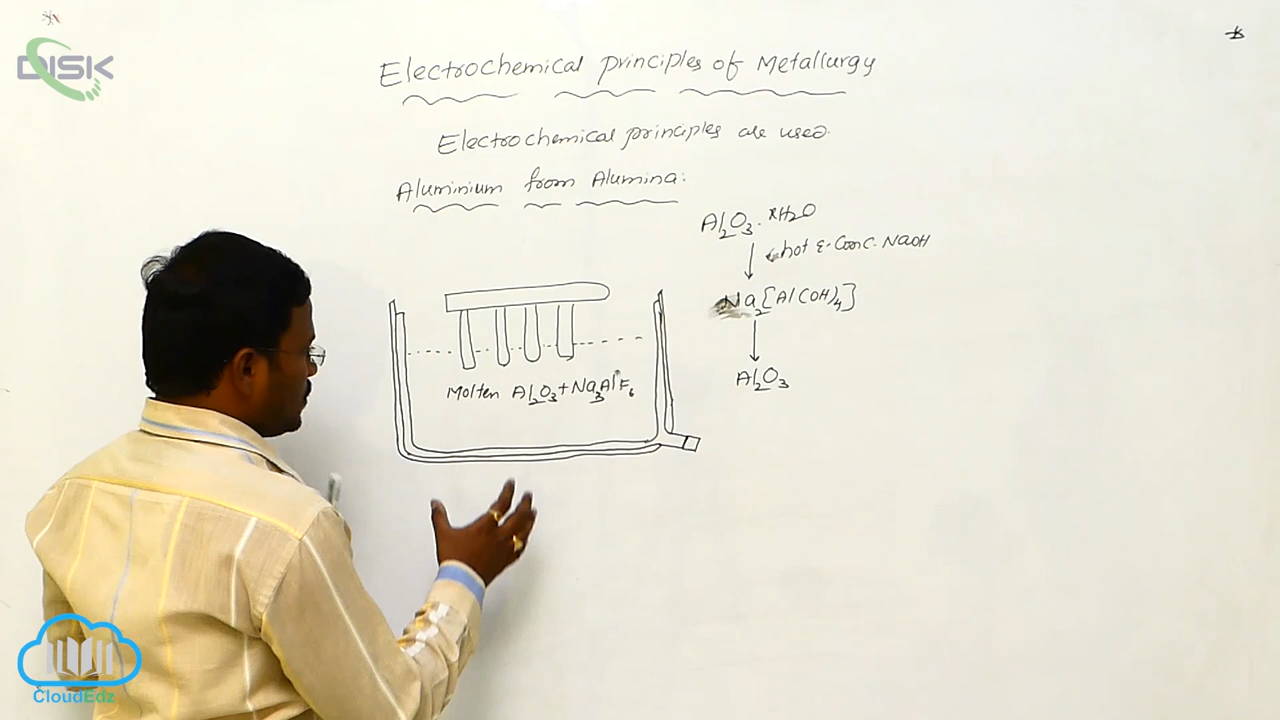 DISK
Electrochemical principles of Metallurgy
Electrochemical principles are used.
Aluminium from Alumina:
Al2O3. xH2O
hot & Conc. NaOH
Na2[Al(OH)4]
Al2O3
Molten Al2O3+Na3AlF6
CloudEdz